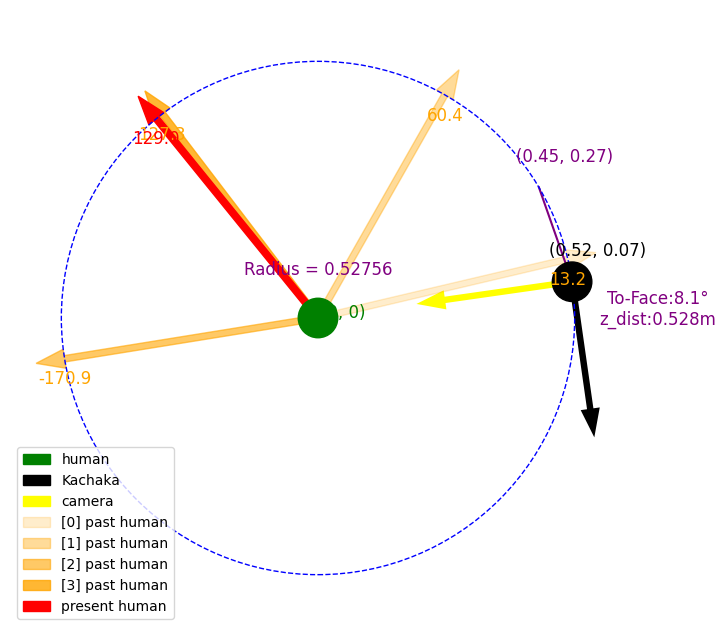 60.4
129.0
(0.45, 0.27)
(0.52, 0.07)
Radius = 0.52756
13.2
To-Face:8.1°
z_dist:0.528m
, 0)
-170.9
human
Kachaka
camera
[0] past human
[1] past human
[2] past human
[3] past human
present human